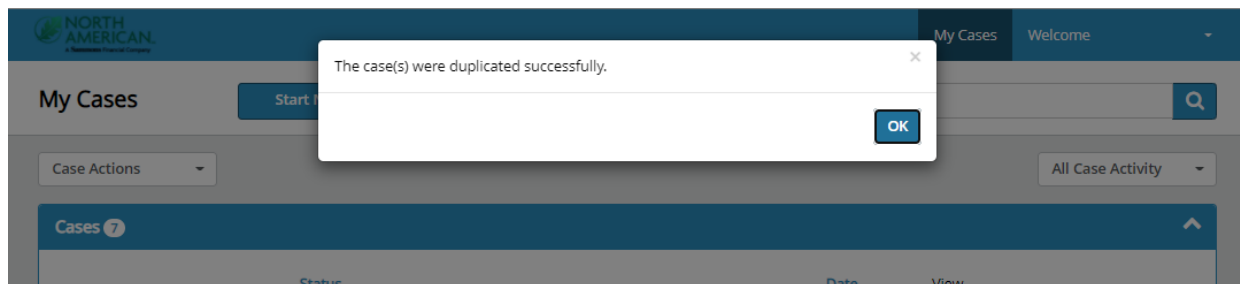 NORTH
AMERICAN.
My Cases
Welcome
The case(s) were duplicated successfully.
×
My Cases
Start
OK
Case Actions
All Case Activity
Cases 7
Status
Date
View